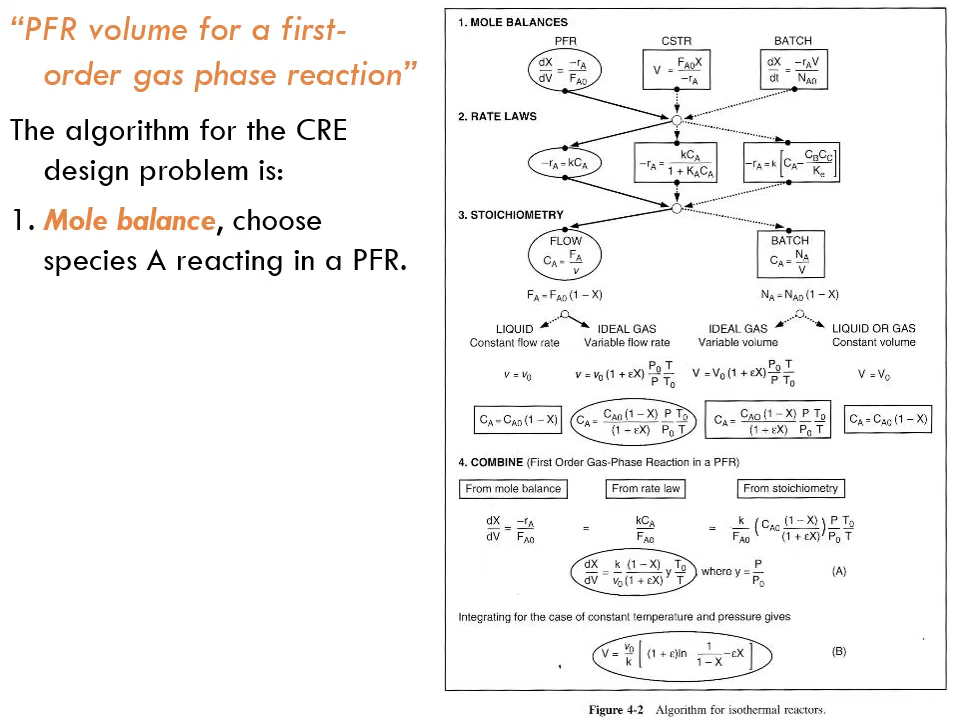 “PFR volume for a first-
order gas phase reaction”
The algorithm for the CRE
design problem is:
1. Mole balance, choose
species A reacting in a PFR.
1. MOLE BALANCES
PFR CSTR BATCH
dX/dV = -rA/FA0 V = FA0X/-rA dX/dt = -rAV/NA0
2. RATE LAWS
-rA = kCA -rA = kCA/1 + KACA -rA = k [CA - CBCC/Ke]
3. STOICHIOMETRY
FLOW BATCH
CA = FA/v CA = NA/V
FA = FA0 (1 – X) NA = NA0 (1 – X)
LIQUID IDEAL GAS IDEAL GAS LIQUID OR GAS
Constant flow rate Variable flow rate Variable volume Constant volume
v = v0 v = v0 (1 + εX) P0/P T/T0 V = V0 (1 + εX) P0/P T/T0 V = V0
CA = CA0 (1 – X) CA = CA0 (1 – X)/(1 + εX) P/P0 T0/T CA = CAO (1 – X)/(1 + εX) P/P0 T0/T CA = CA0 (1 – X)
4. COMBINE (First Order Gas-Phase Reaction in a PFR)
From mole balance From rate law From stoichiometry
dX/dV = -rA/FA0 = kCA/FA0 = k/FA0 (CA0 (1 – X)/(1 + εX)) P/P0 T0/T
dX/dV = k/v0 (1 – X)/(1 + εX) y T0/T, where y = P/P0 (A)
Integrating for the case of constant temperature and pressure gives
V = v0/k [(1 + ε)ln 1/1 – X – εX] (B)
Figure 4-2 Algorithm for isothermal reactors.